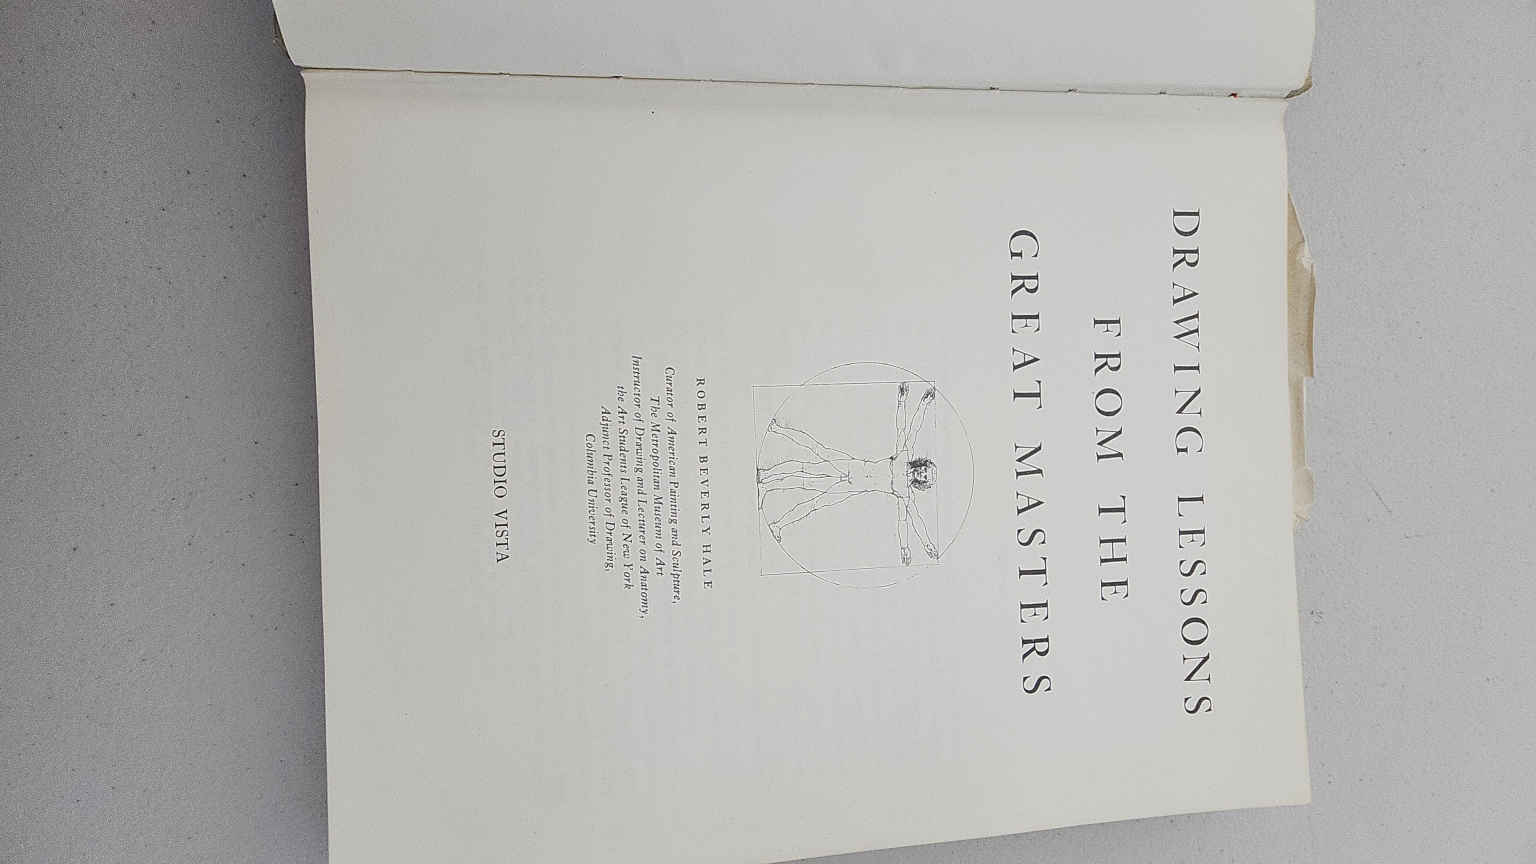 DRAWING LESSONS
FROM THE
GREAT MASTERS
ROBERT BEVERLY HALE
Curator of American Painting and Sculpture,
The Metropolitan Museum of Art
Instructor of Drawing and Lecturer on Anatomy,
the Art Students League of New York
Adjunct Professor of Drawing,
Columbia University
STUDIO VISTA